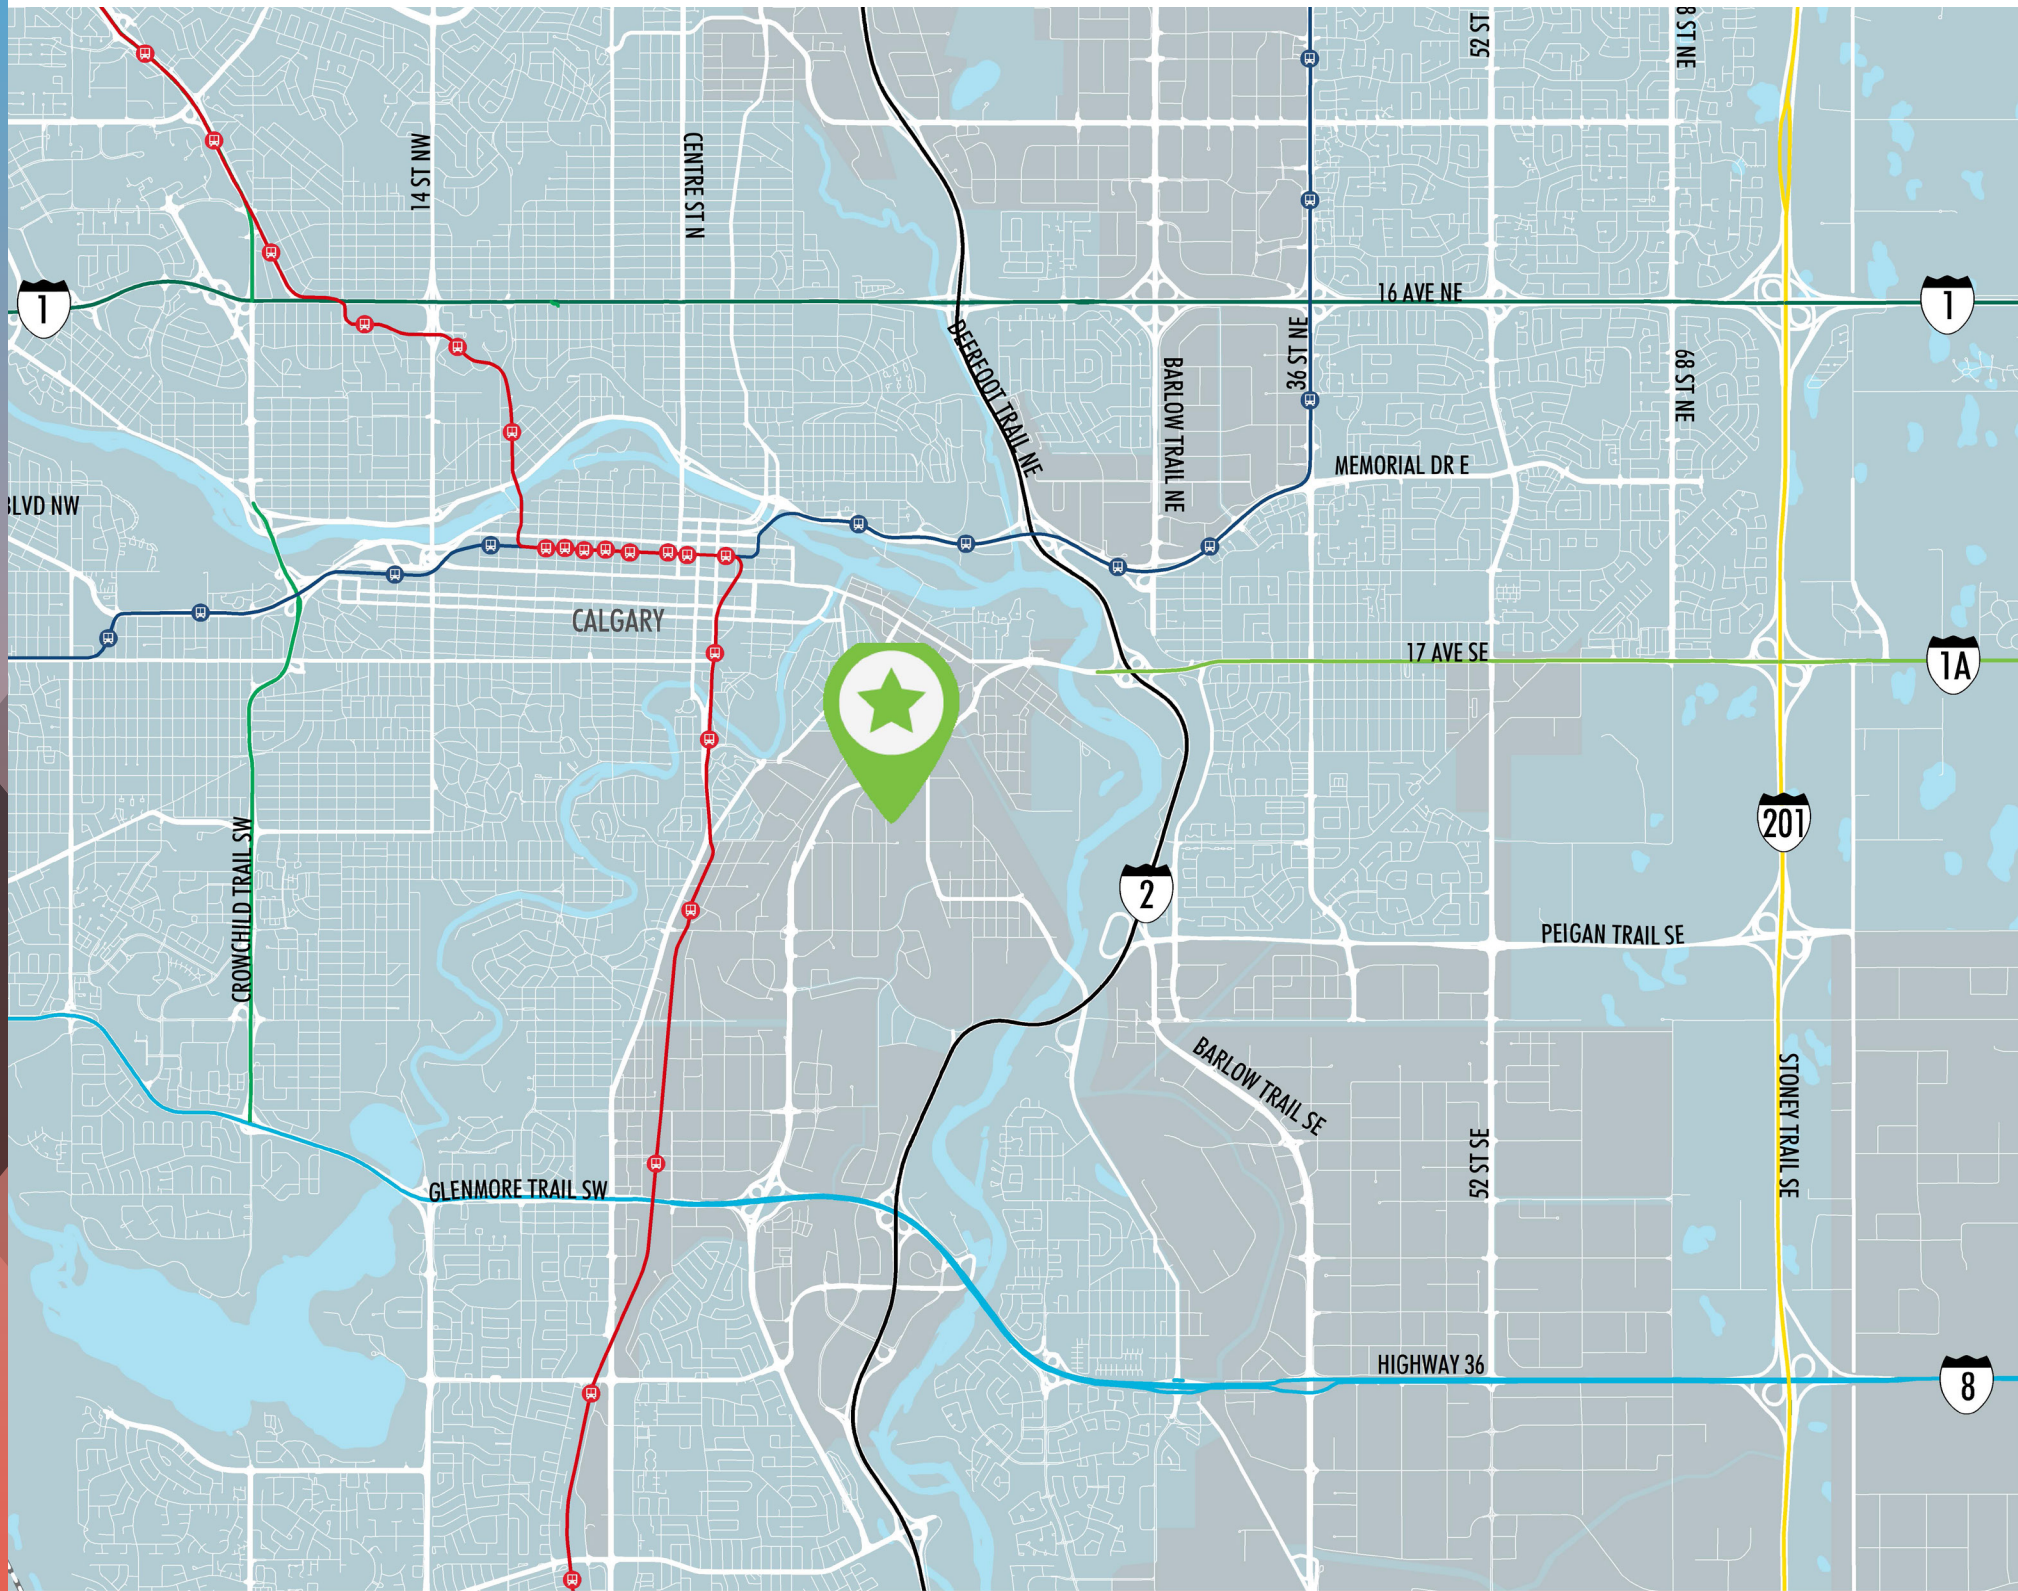 52 ST
8 ST NE
14 ST NW
CENTRE ST N
1
16 AVE NE
1
DEERFOOT TRAIL NE
BARLOW TRAIL NE
36 ST NE
68 ST NE
MEMORIAL DR E
BLVD NW
CALGARY
17 AVE SE
1A
201
CROWCHILD TRAIL SW
2
PEIGAN TRAIL SE
BARLOW TRAIL SE
STONEY TRAIL SE
52 ST SE
GLENMORE TRAIL SW
HIGHWAY 36
8